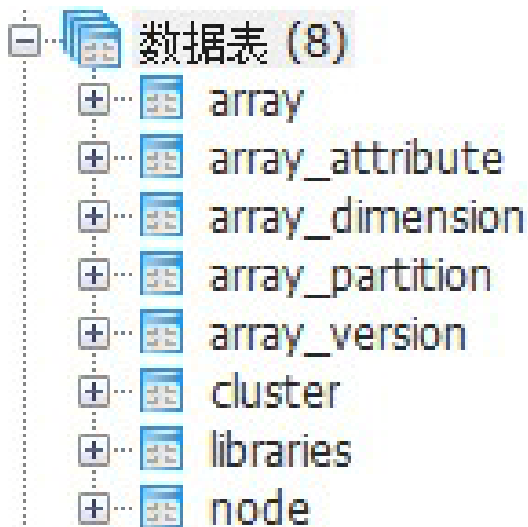 数据表 (8)
array
array_attribute
array_dimension
array_partition
array_version
cluster
libraries
node